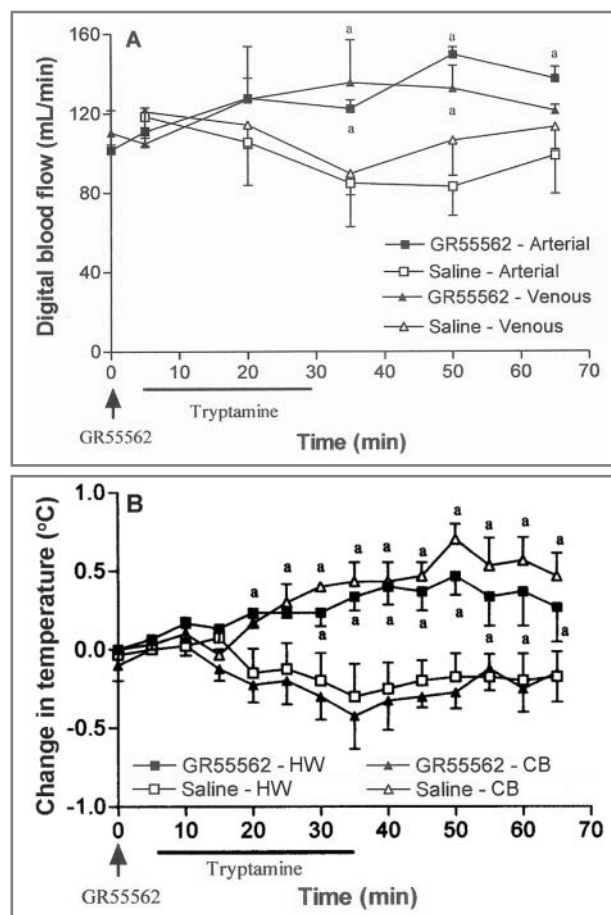 A
Digital blood flow (mL/min)
160
120
80
40
0
a
a
a
a
a
GR55562 - Arterial
Saline - Arterial
GR55562 - Venous
Saline - Venous
0 10 20 30 40 50 60 70
Tryptamine
GR55562
Time (min)
B
Change in temperature (°C)
1.0
0.5
0.0
-0.5
-1.0
a a a a a a a a a a
a a a a a a a
GR55562 - HW
GR55562 - CB
Saline - HW
Saline - CB
0 10 20 30 40 50 60 70
Tryptamine
GR55562
Time (min)